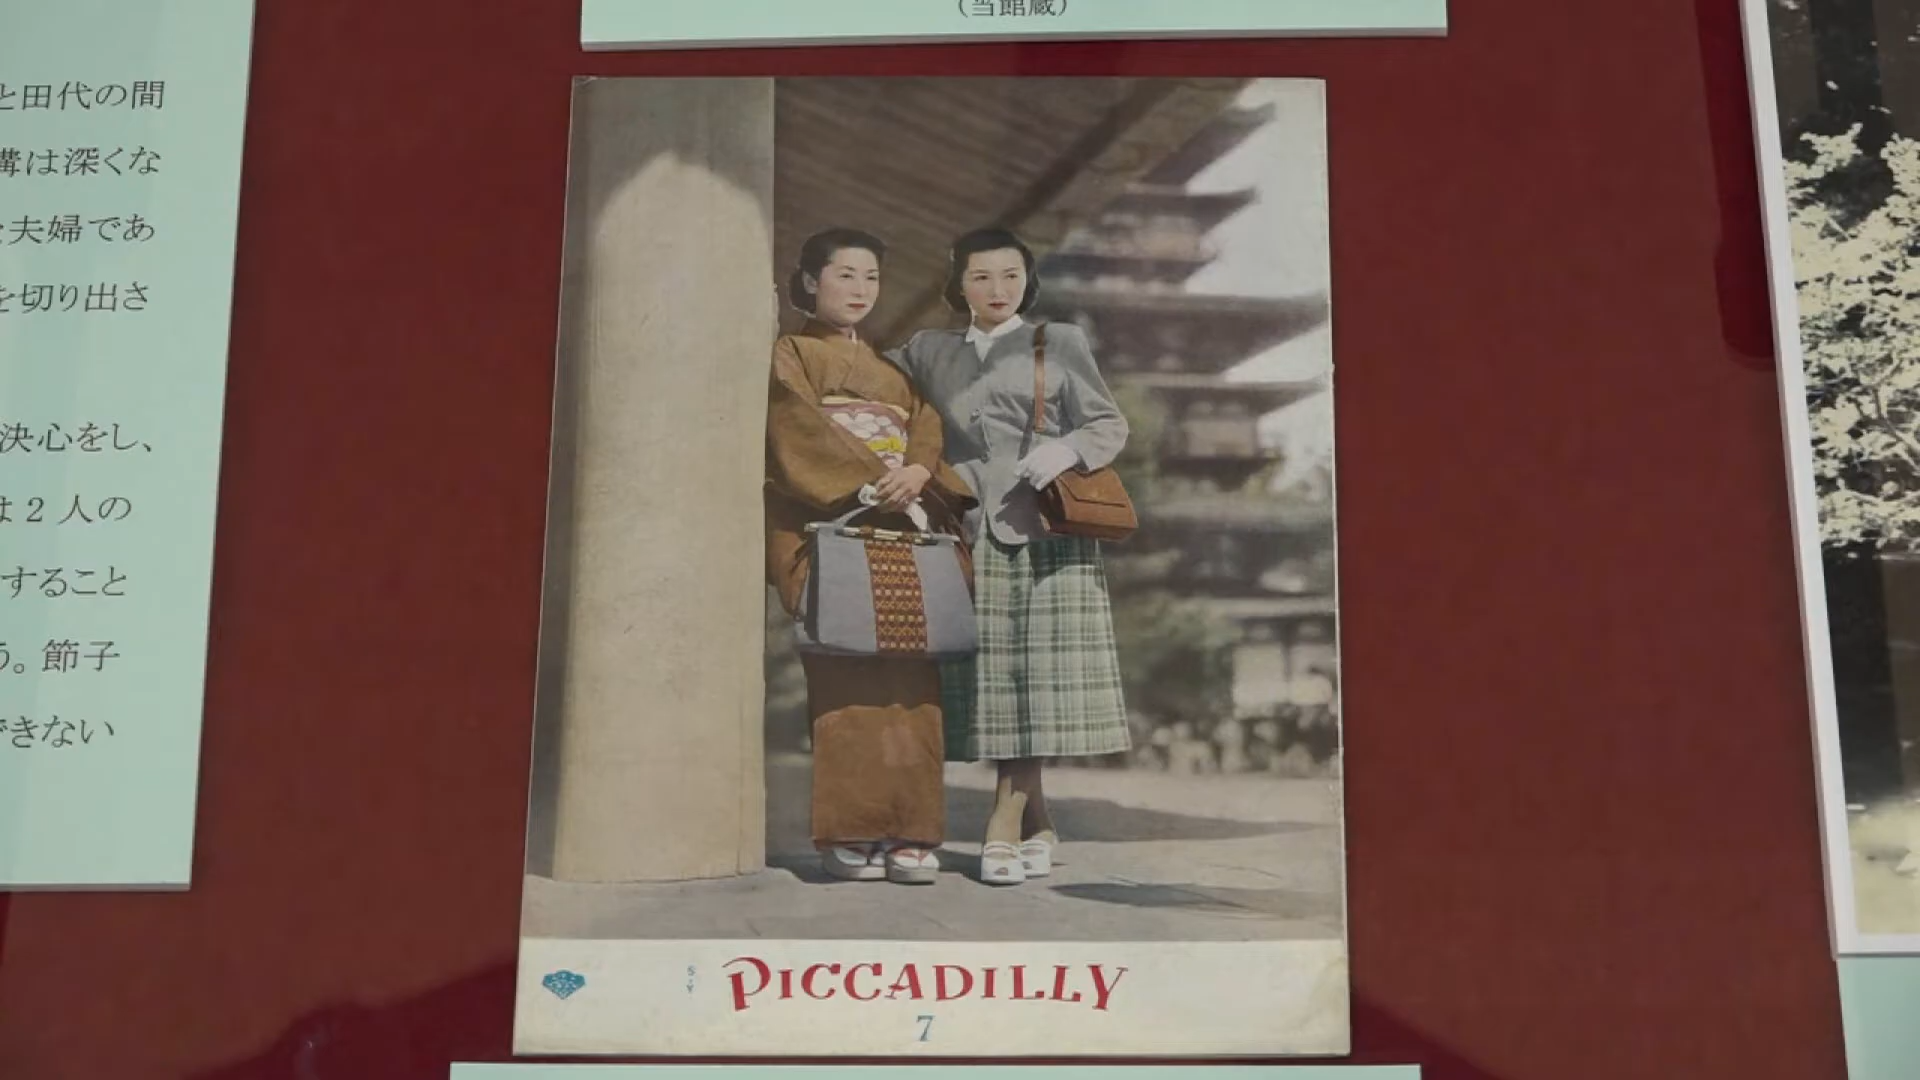 (当館蔵)
と田代の間
溝は深くな
夫婦であ
を切り出さ
決心をし、
は2人の
すること
う。節子
できない
S.Y
PICCADILLY
7